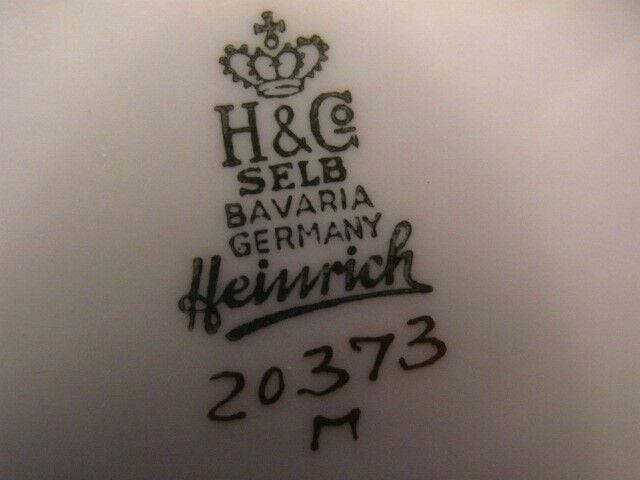 H&Co
SELB
BAVARIA
GERMANY
Heinrich
20373